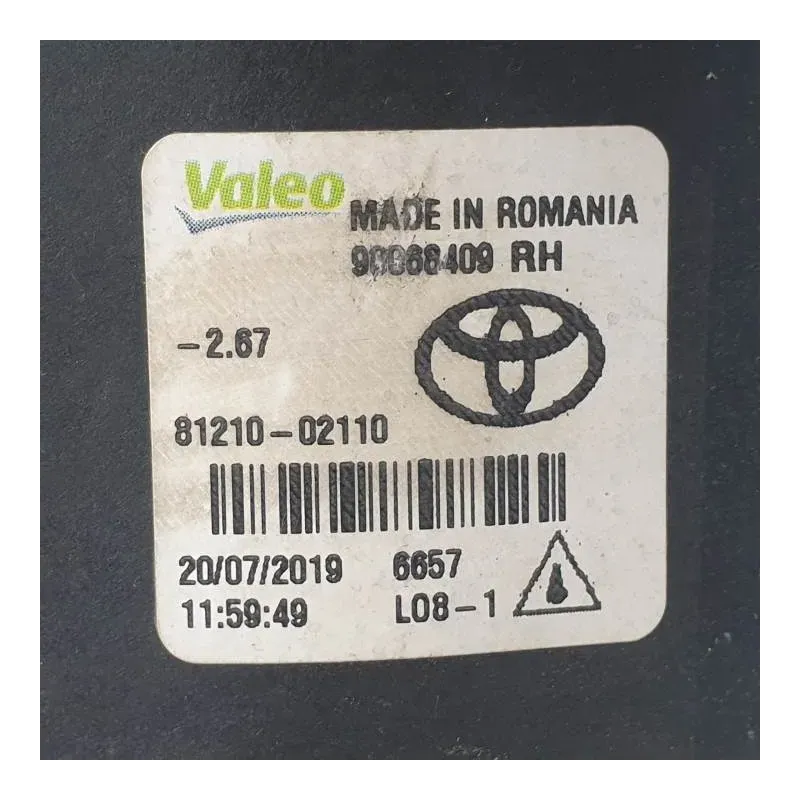 Valeo
MADE IN ROMANIA
90068409 RH
-2.67
81210-02110
20/07/2019 6657
11:59:49 L08-1